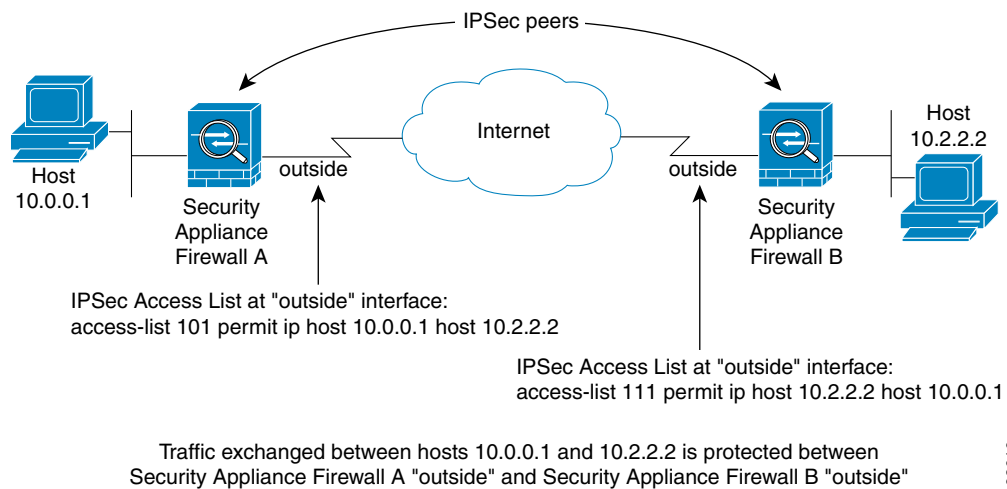 IPSec peers
Internet
Host
10.0.0.1
outside
Security
Appliance
Firewall A
outside
Security
Appliance
Firewall B
Host
10.2.2.2
IPSec Access List at "outside" interface:
access-list 101 permit ip host 10.0.0.1 host 10.2.2.2
IPSec Access List at "outside" interface:
access-list 111 permit ip host 10.2.2.2 host 10.0.0.1
Traffic exchanged between hosts 10.0.0.1 and 10.2.2.2 is protected between
Security Appliance Firewall A "outside" and Security Appliance Firewall B "outside"